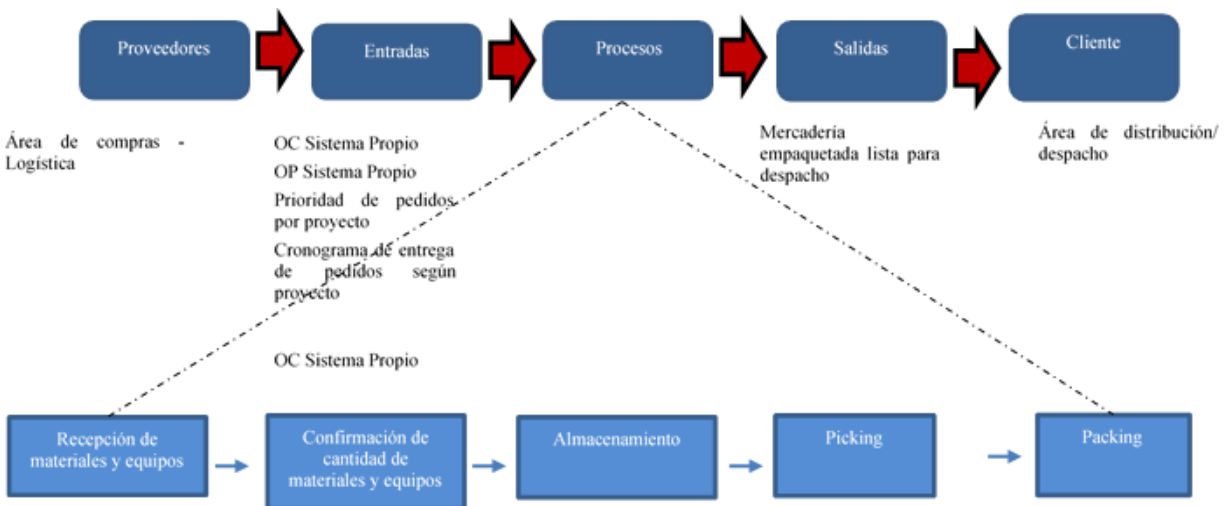 Proveedores
Entradas
Procesos
Salidas
Cliente
Área de compras -
Logística
OC Sistema Propio
OP Sistema Propio
Prioridad de pedidos
por proyecto
Cronograma de entrega
de pedidos según
proyecto
OC Sistema Propio
Mercadería
empaquetada lista para
despacho
Área de distribución/
despacho
Recepción de
materiales y equipos
Confirmación de
cantidad de
materiales y equipos
Almacenamiento
Picking
Packing